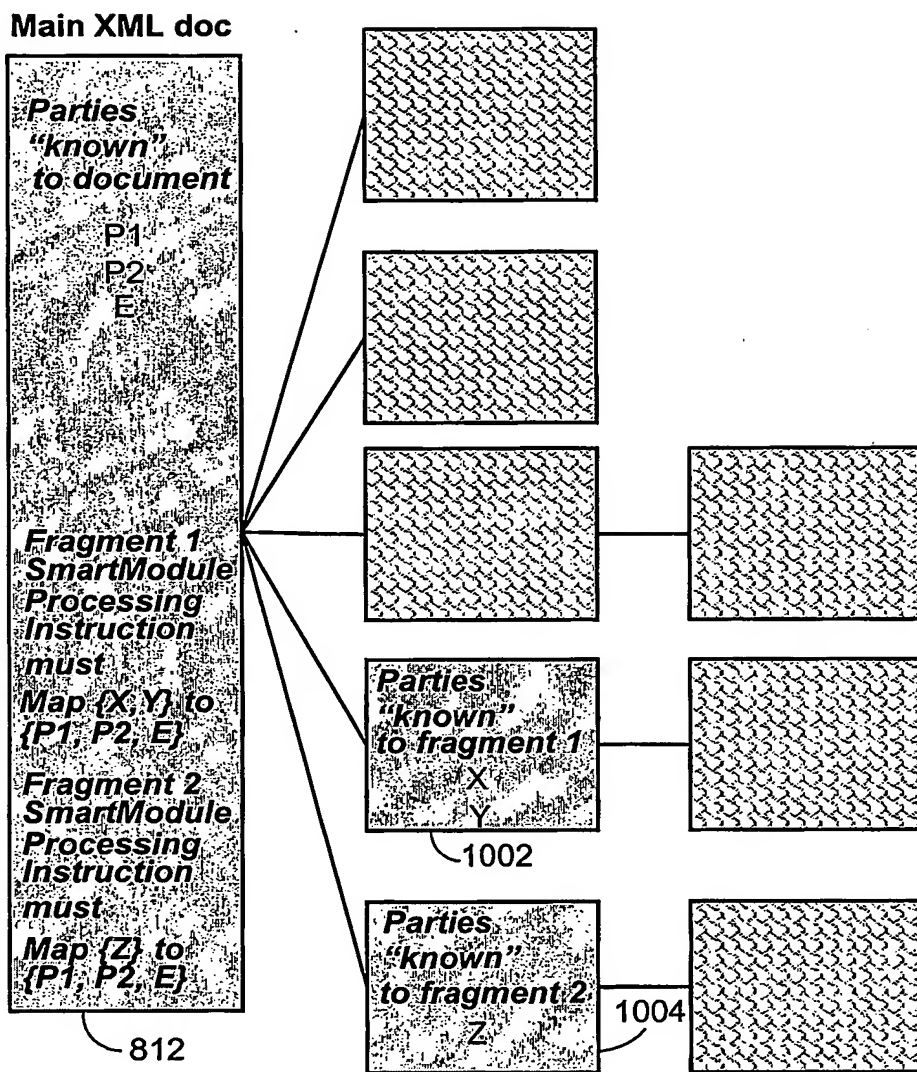 Main XML doc
Parties
"known"
to document
P1
P2
E
Fragment 1
SmartModule
Processing
Instruction
must
Map {X,Y} to
{P1, P2, E}
Fragment 2
SmartModule
Processing
Instruction
must
Map {Z} to
{P1, P2, E}
812
Parties
"known"
to fragment 1
X
Y
1002
Parties
"known"
to fragment 2
Z
1004